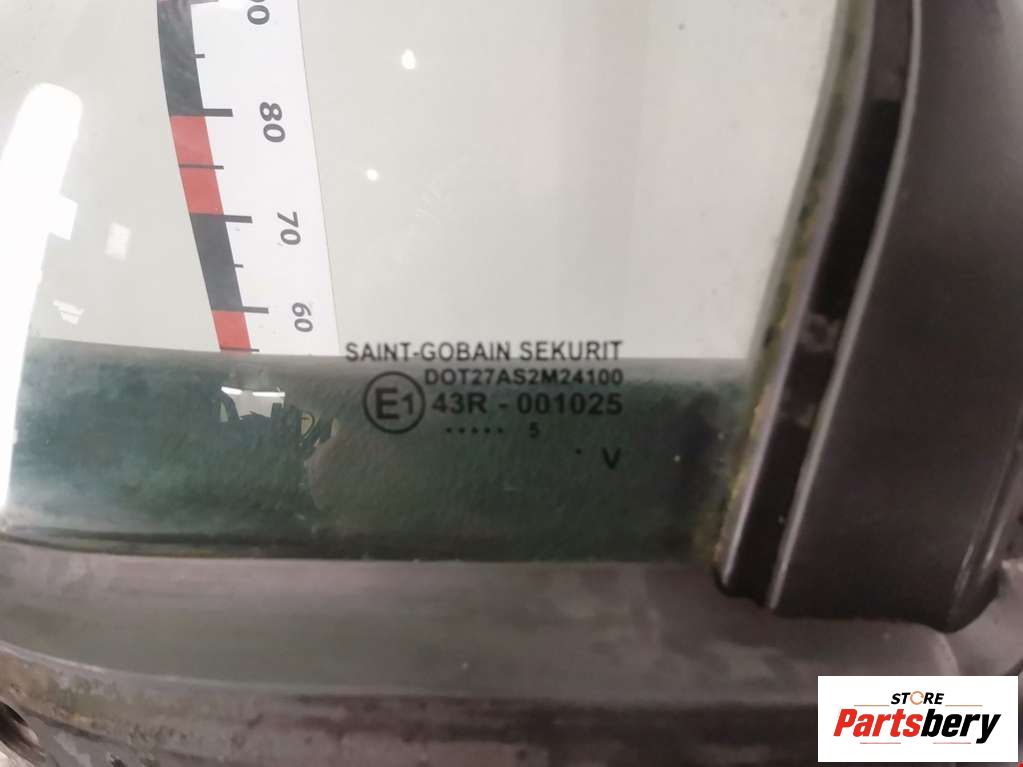 80
70
60
SAINT-GOBAIN SEKURIT
DOT27AS2M24100
E1 43R - 001025
..... 5
. V
STORE
Partsbery